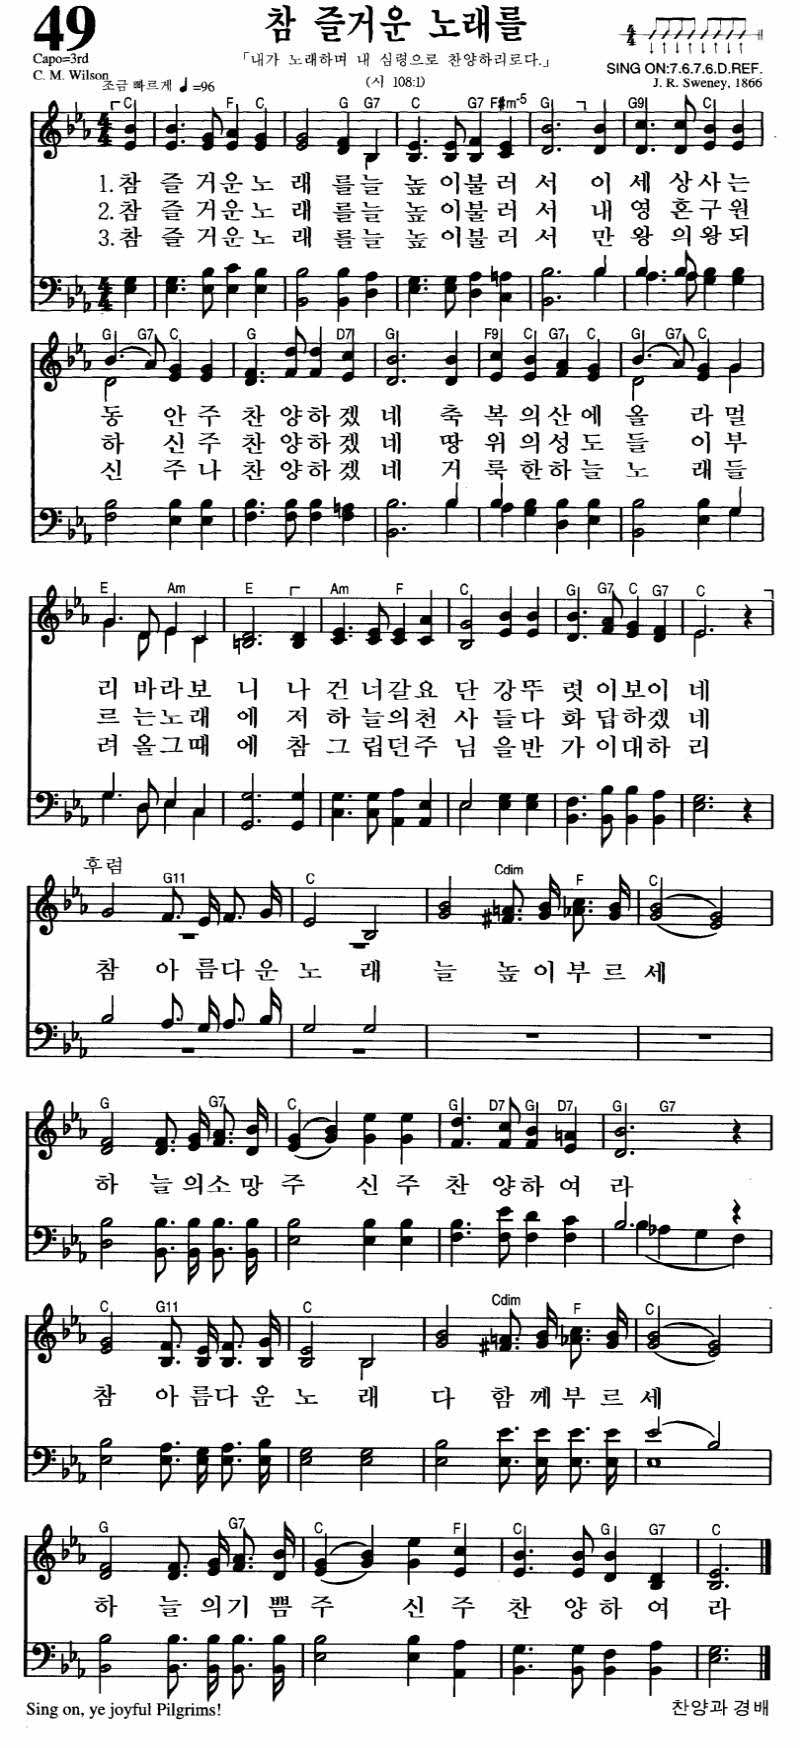 49
참 즐거운 노래를
Capo=3rd
「내가 노래하며 내 심령으로 찬양하리로다.」
SING ON:7.6.7.6.D.REF.
C. M. Wilson
조금 빠르게 ♩=96
(시 108:1)
J. R. Sweney, 1866
C F C G G7 C G7 F#m-5 G G9 C
1.참 즐 거운노 래 를늘 높 이불 러 서 이 세 상사는
2.참 즐 거운노 래 를늘 높 이불 러 서 내 영 혼구원
3.참 즐 거운노 래 를늘 높 이불 러 서 만 왕 의왕되
G G7 C G D7 G F9 C G7 C G G7 C
동 안주 찬 양하겠 네 축 복 의산에 올 라멀
하 신주 찬 양하겠 네 땅 위 의성도 들 이부
신 주나 찬 양하겠 네 거 룩 한하늘 노 래들
E Am E Am F C G G7 C G7 C
리 바라보 니 나 건 너갈요 단 강뚜 렷 이보이 네
르 는노래 에 저 하 늘의천 사 들다 화 답하겠 네
려 올그때 에 참 그 립던주 님 을반 가 이대하 리
후렴
G11 C Cdim F C
참 아 름다 운 노 래 늘 높 이 부 르 세
G G7 C G D7 G D7 G G7
하 늘 의소 망 주 신 주 찬 양하 여 라
C G11 C Cdim F C
참 아 름다 운 노 래 다 함 께 부 르 세
G G7 C F C G G7 C
하 늘 의기 쁨 주 신 주 찬 양하 여 라
Sing on, ye joyful Pilgrims!
찬양과 경배